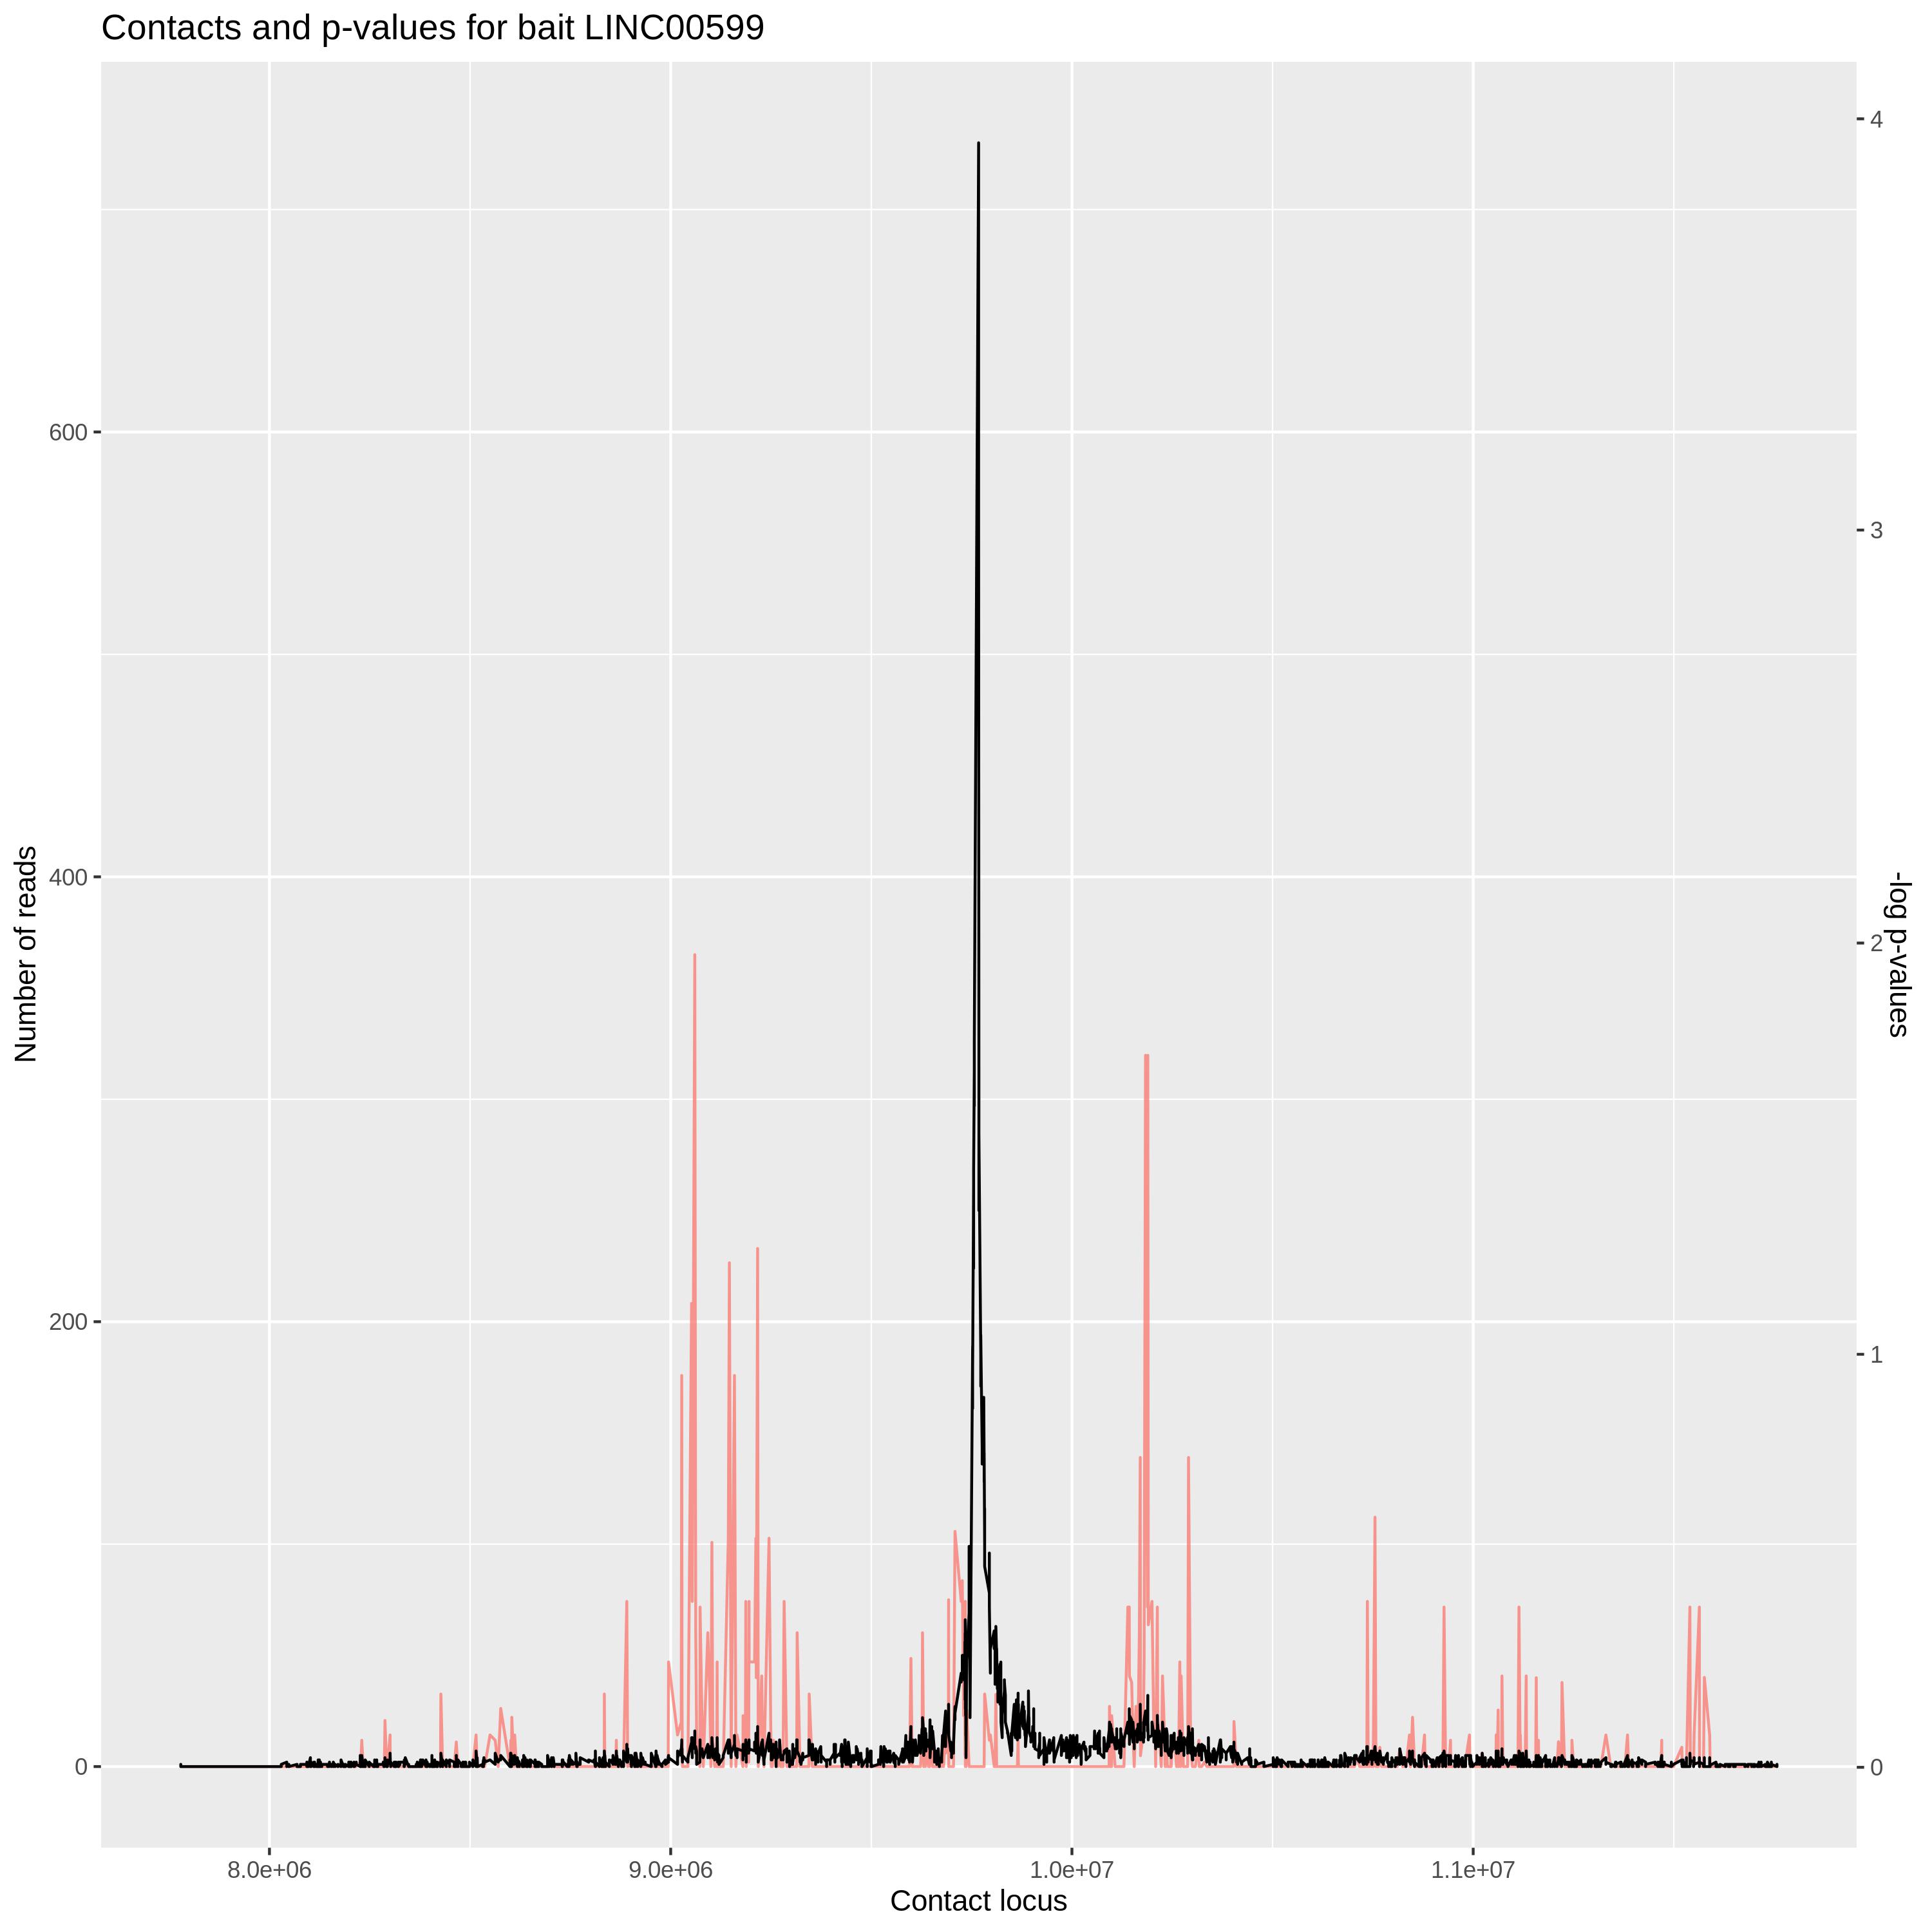 Contacts and p-values for bait LINC00599
Number of reads
600
400
200
0
4
3
2
1
0
-log p-values
8.0e+06
9.0e+06
1.0e+07
1.1e+07
Contact locus